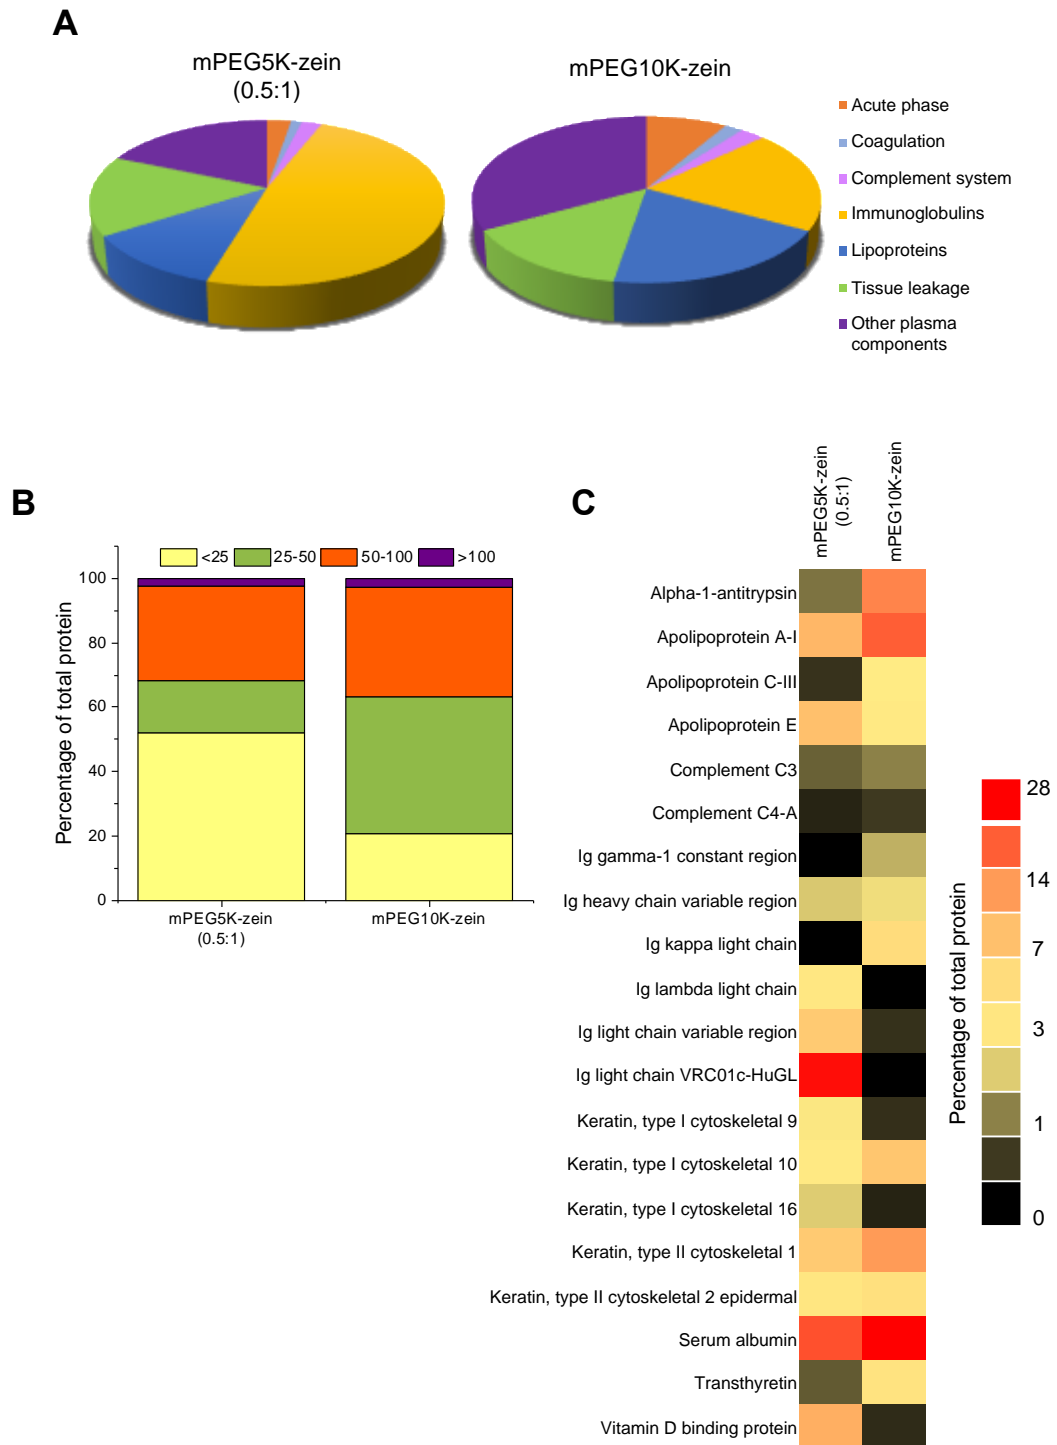 A
mPEG5K-zein
(0.5:1)
mPEG10K-zein
Acute phase
Coagulation
Complement system
Immunoglobulins
Lipoproteins
Tissue leakage
Other plasma
components
B
<25
25-50
50-100
>100
Percentage of total protein
100
80
60
40
20
0
mPEG5K-zein
(0.5:1)
mPEG10K-zein
C
mPEG5K-zein
(0.5:1)
mPEG10K-zein
Alpha-1-antitrypsin
Apolipoprotein A-I
Apolipoprotein C-III
Apolipoprotein E
Complement C3
Complement C4-A
Ig gamma-1 constant region
Ig heavy chain variable region
Ig kappa light chain
Ig lambda light chain
Ig light chain variable region
Ig light chain VRC01c-HuGL
Keratin, type I cytoskeletal 9
Keratin, type I cytoskeletal 10
Keratin, type I cytoskeletal 16
Keratin, type II cytoskeletal 1
Keratin, type II cytoskeletal 2 epidermal
Serum albumin
Transthyretin
Vitamin D binding protein
Percentage of total protein
28
14
7
3
1
0